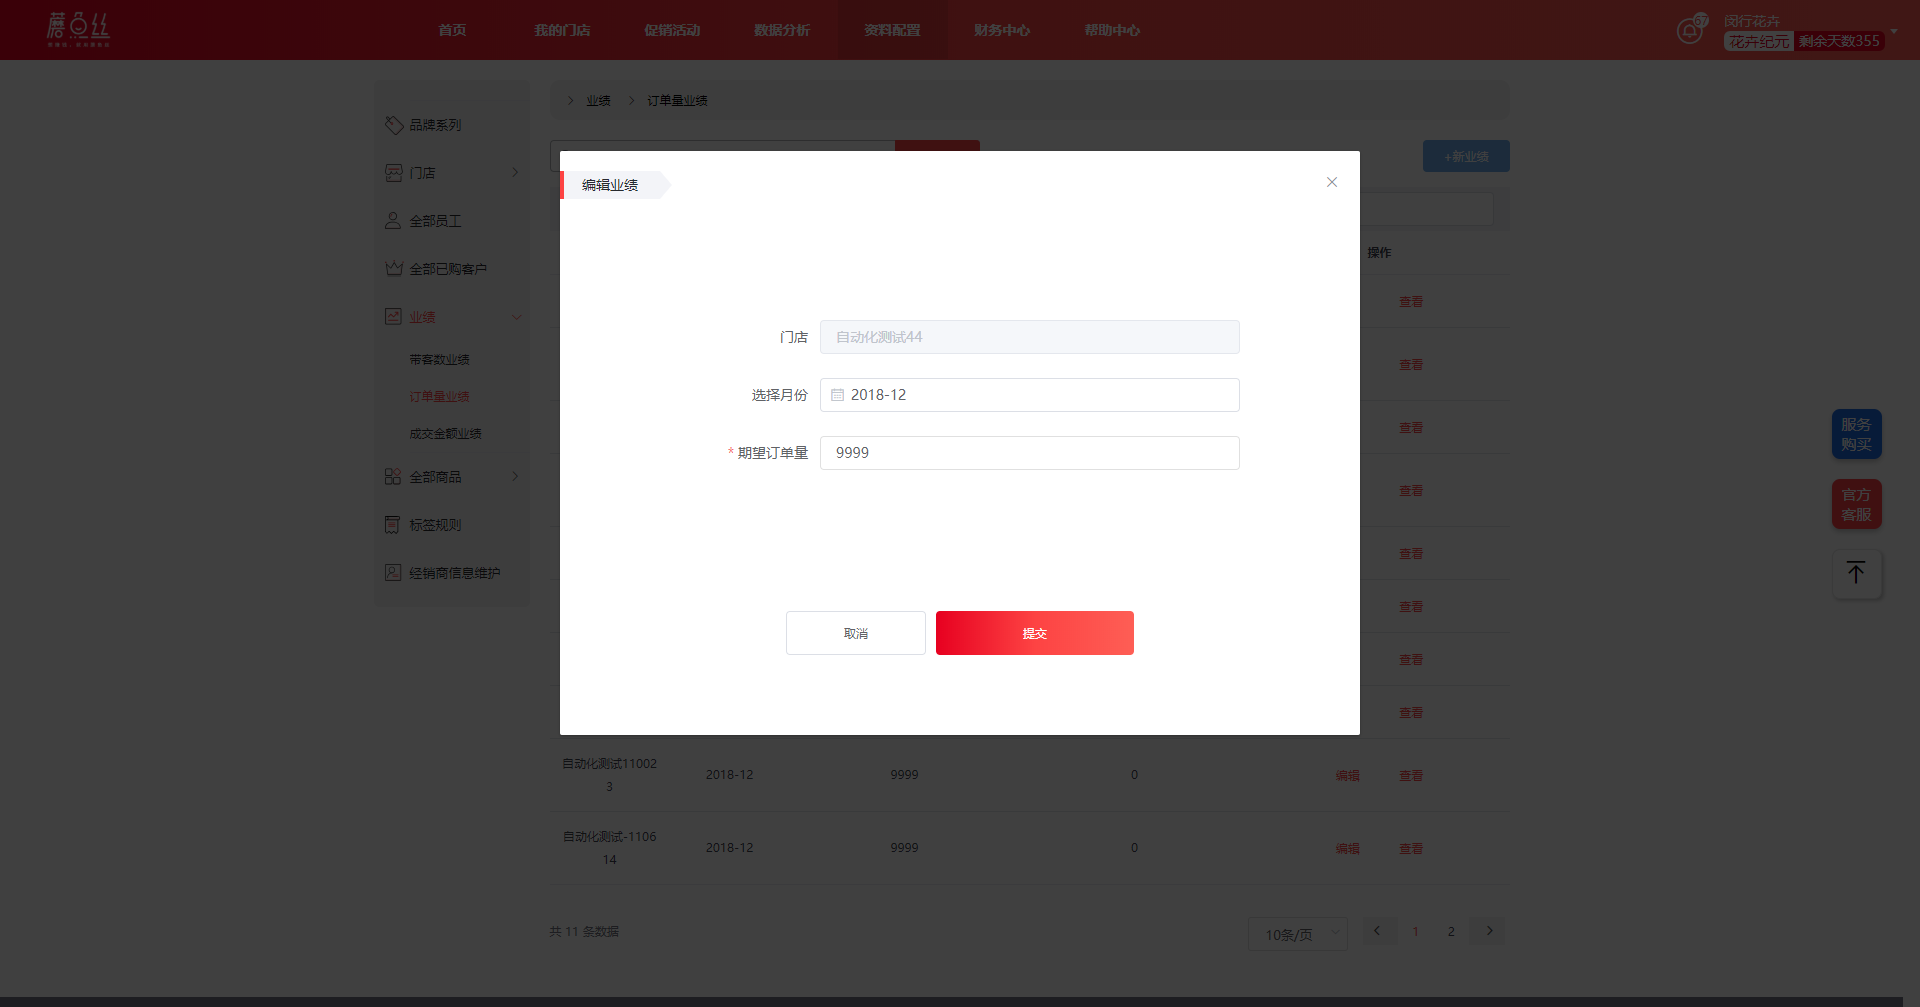 蘑豆丝
首页
我的门店
促销活动
数据分析
资料配置
财务中心
帮助中心
67
闵行花卉
花卉纪元
剩余天数355
品牌系列
门店
全部员工
全部已购客户
业绩
带客数业绩
订单量业绩
成交金额业绩
全部商品
标签规则
经销商信息维护
业绩
订单量业绩
+新业绩
操作
查看
查看
查看
查看
查看
查看
查看
查看
编辑业绩
门店
自动化测试44
选择月份
2018-12
* 期望订单量
9999
取消
提交
自动化测试11002
3
2018-12
9999
0
编辑
查看
自动化测试-1106
14
2018-12
9999
0
编辑
查看
共 11 条数据
10条/页
1
2
服务
购买
官方
客服